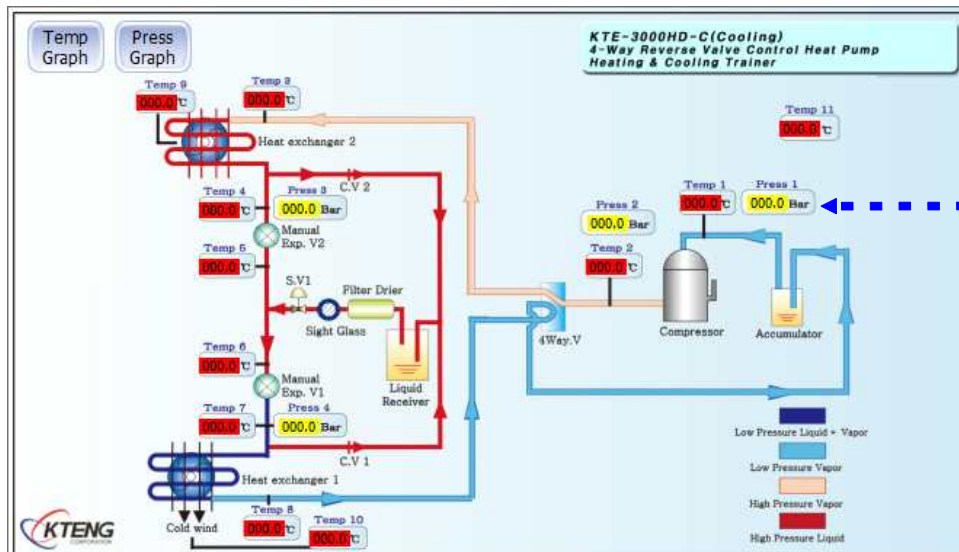 Temp
Graph
Press
Graph
KTE-3000HD-C(Cooling)
4-Way Reverse Valve Control Heat Pump
Heating & Cooling Trainer
Temp 9
000.0 ℃
Temp 3
000.0 ℃
Heat exchanger 2
Temp 11
000.0 ℃
C.V 2
Temp 4
000.0 ℃
Press 3
000.0 Bar
Manual
Exp. V2
Temp 5
000.0 ℃
Press 2
000.0 Bar
Temp 2
000.0 ℃
Temp 1
000.0 ℃
Press 1
000.0 Bar
S.V1
Filter Drier
Sight Glass
4Way.V
Compressor
Accumulator
Temp 6
000.0 ℃
Manual
Exp. V1
Liquid
Receiver
Temp 7
000.0 ℃
Press 4
000.0 Bar
C.V 1
Heat exchanger 1
Cold wind
Temp 8
000.0 ℃
Temp 10
000.0 ℃
Low Pressure Liquid + Vapor
Low Pressure Vapor
High Pressure Vapor
High Pressure Liquid
KTENG
CORPORATION